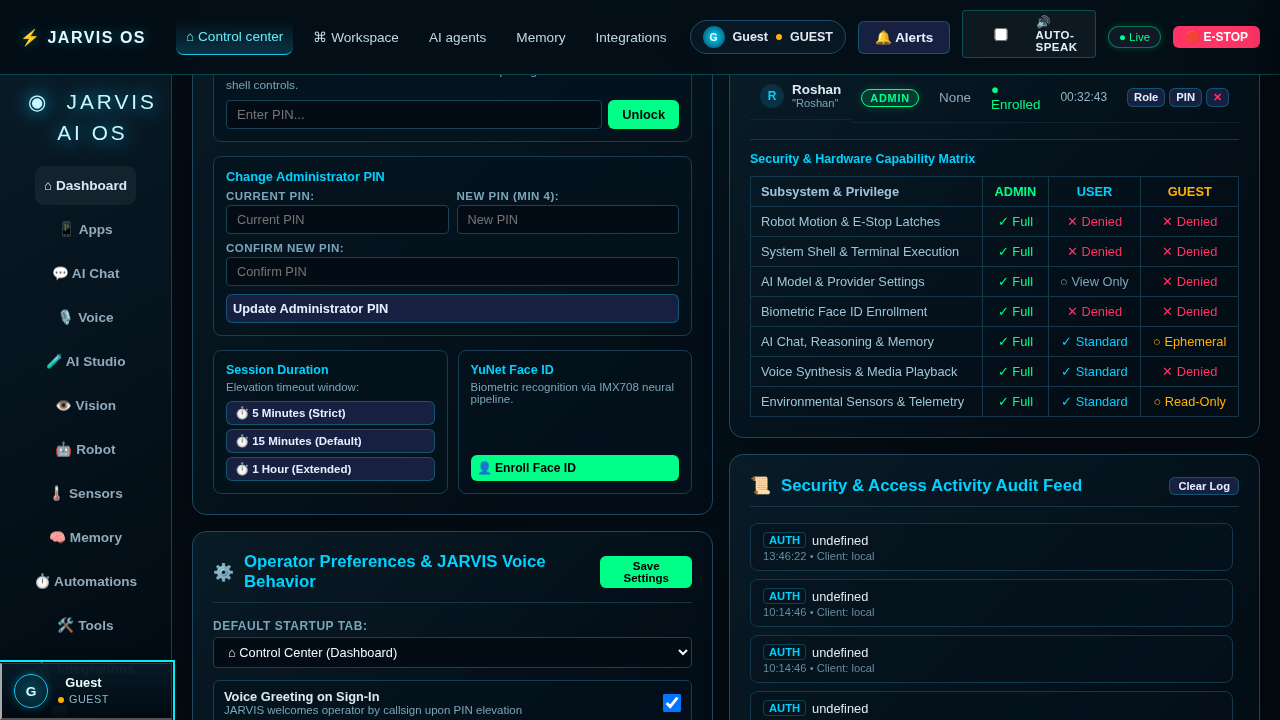 ⚡ JARVIS OS
⌂ Control center
⌘ Workspace
AI agents
Memory
Integrations
G Guest ● GUEST
🔔 Alerts
🔊 AUTO-SPEAK
● Live
🛑 E-STOP
◉ JARVIS AI OS
⌂ Dashboard
📱 Apps
💬 AI Chat
🎙️ Voice
🧪 AI Studio
👁️ Vision
🤖 Robot
🌡️ Sensors
🧠 Memory
⏱️ Automations
🛠️ Tools
G Guest
● GUEST
shell controls.
Enter PIN...
Unlock
Change Administrator PIN
CURRENT PIN:
NEW PIN (MIN 4):
Current PIN
New PIN
CONFIRM NEW PIN:
Confirm PIN
Update Administrator PIN
Session Duration
Elevation timeout window:
⏱️ 5 Minutes (Strict)
⏱️ 15 Minutes (Default)
⏱️ 1 Hour (Extended)
YuNet Face ID
Biometric recognition via IMX708 neural
pipeline.
👤 Enroll Face ID
⚙️ Operator Preferences & JARVIS Voice
Behavior
Save
Settings
DEFAULT STARTUP TAB:
⌂ Control Center (Dashboard)
Voice Greeting on Sign-In
JARVIS welcomes operator by callsign upon PIN elevation
R Roshan
"Roshan"
ADMIN
None
● Enrolled
00:32:43
Role
PIN
✕
Security & Hardware Capability Matrix
Subsystem & Privilege ADMIN USER GUEST
Robot Motion & E-Stop Latches ✓ Full ✕ Denied ✕ Denied
System Shell & Terminal Execution ✓ Full ✕ Denied ✕ Denied
AI Model & Provider Settings ✓ Full ○ View Only ✕ Denied
Biometric Face ID Enrollment ✓ Full ✕ Denied ✕ Denied
AI Chat, Reasoning & Memory ✓ Full ✓ Standard ○ Ephemeral
Voice Synthesis & Media Playback ✓ Full ✓ Standard ✕ Denied
Environmental Sensors & Telemetry ✓ Full ✓ Standard ○ Read-Only
📜 Security & Access Activity Audit Feed
Clear Log
AUTH undefined
13:46:22 • Client: local
AUTH undefined
10:14:46 • Client: local
AUTH undefined
10:14:46 • Client: local
AUTH undefined